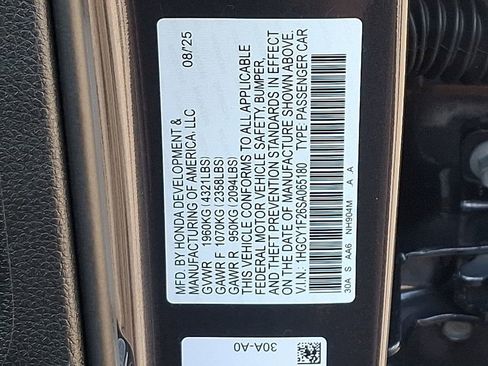 MFD. BY HONDA DEVELOPMENT & 08/25
MANUFACTURING OF AMERICA, LLC
GVWR 1960KG(4321LBS)
GAWR F 1070KG(2358LBS)
GAWR R 950KG(2094LBS)
THIS VEHICLE CONFORMS TO ALL APPLICABLE
FEDERAL MOTOR VEHICLE SAFETY, BUMPER,
AND THEFT PREVENTION STANDARDS IN EFFECT
ON THE DATE OF MANUFACTURE SHOWN ABOVE.
V.I.N.: 1HGCY1F26SA065180 TYPE PASSENGER CAR
30A S AA6 NH904M A A
30A-A0